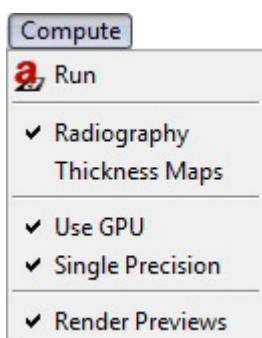 Compute
Run
Radiography
Thickness Maps
Use GPU
Single Precision
Render Previews